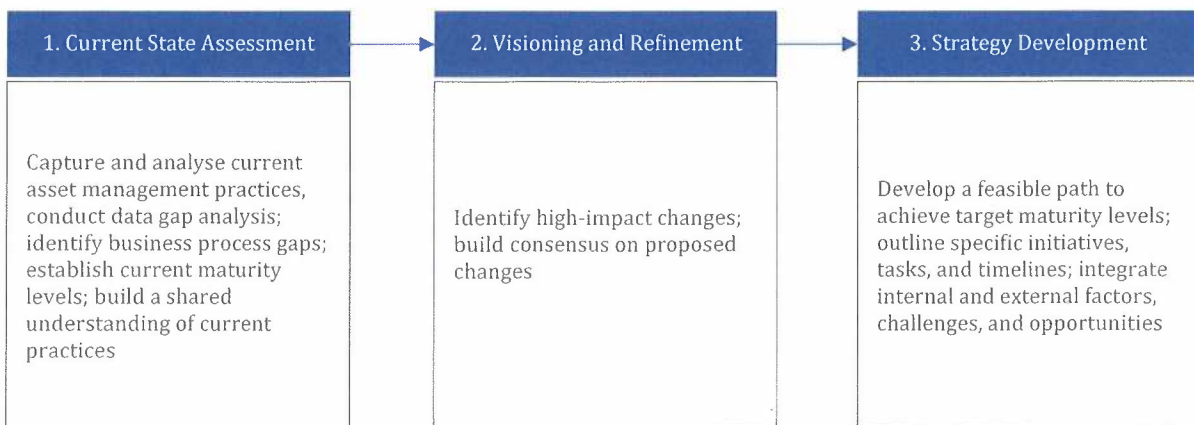 1. Current State Assessment
Capture and analyse current
asset management practices,
conduct data gap analysis;
identify business process gaps;
establish current maturity
levels; build a shared
understanding of current
practices
2. Visioning and Refinement
Identify high-impact changes;
build consensus on proposed
changes
3. Strategy Development
Develop a feasible path to
achieve target maturity levels;
outline specific initiatives,
tasks, and timelines; integrate
internal and external factors,
challenges, and opportunities